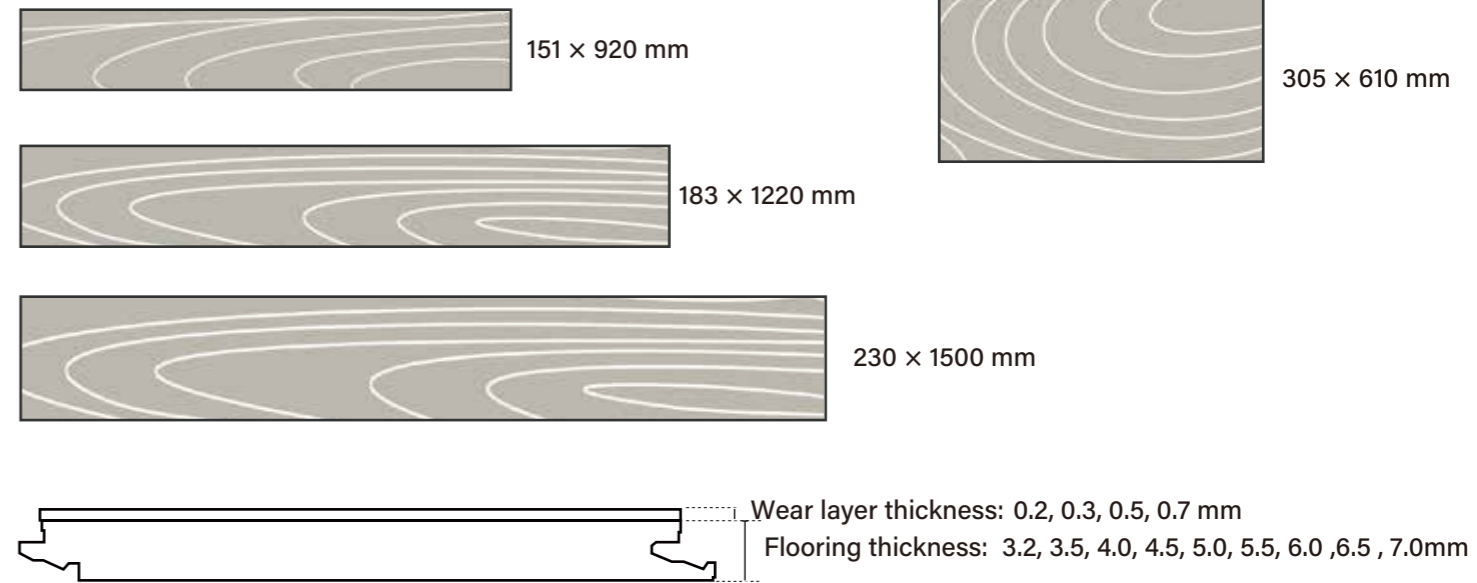 151 × 920 mm
305 × 610 mm
183 × 1220 mm
230 × 1500 mm
Wear layer thickness: 0.2, 0.3, 0.5, 0.7 mm
Flooring thickness: 3.2, 3.5, 4.0, 4.5, 5.0, 5.5, 6.0 ,6.5 , 7.0mm